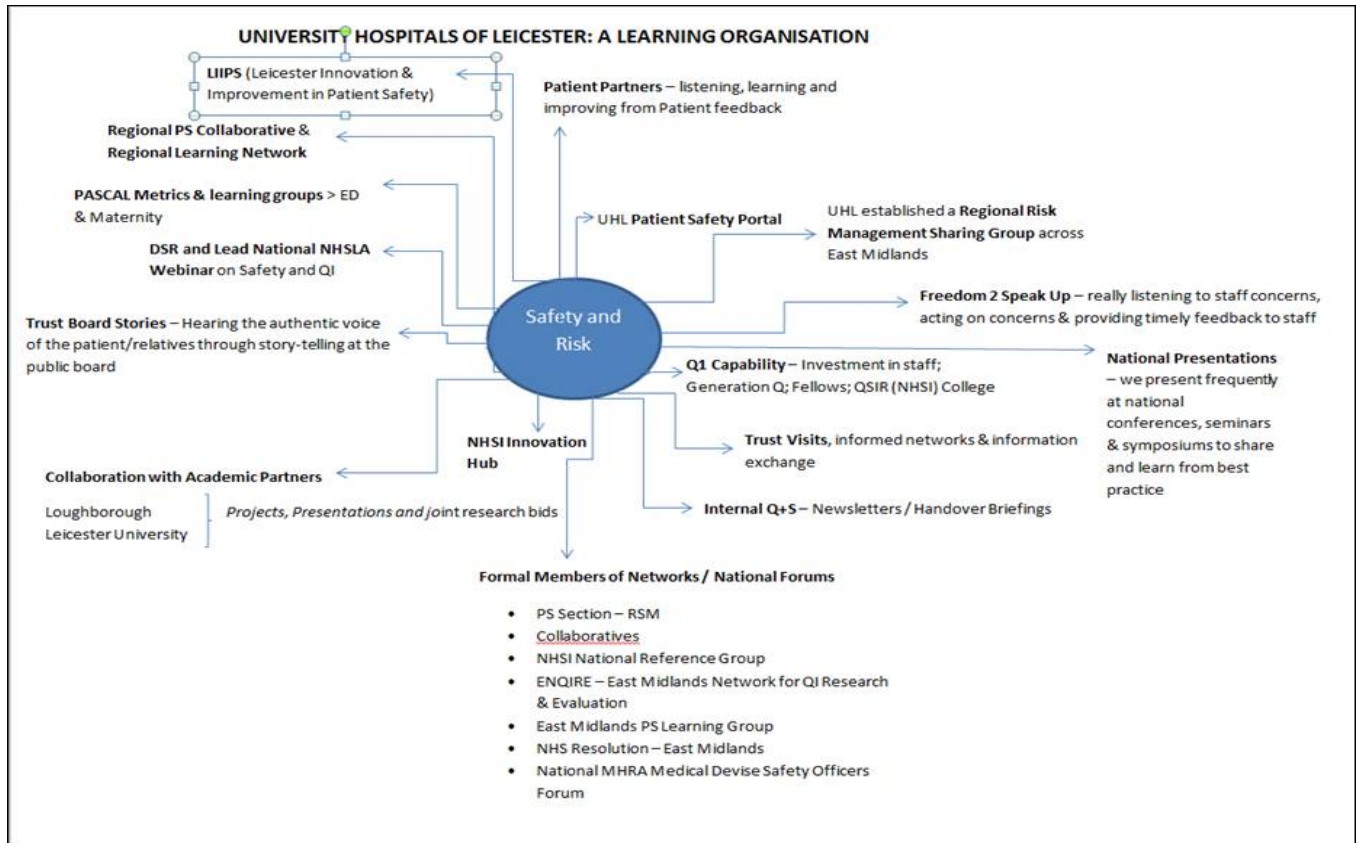 UNIVERSITY HOSPITALS OF LEICESTER: A LEARNING ORGANISATION
LIIPS (Leicester Innovation &
Improvement in Patient Safety)
Patient Partners – listening, learning and
improving from Patient feedback
Regional PS Collaborative &
Regional Learning Network
PASCAL Metrics & learning groups > ED
& Maternity
UHL Patient Safety Portal
UHL established a Regional Risk
Management Sharing Group across
East Midlands
DSR and Lead National NHSLA
Webinar on Safety and QI
Freedom 2 Speak Up – really listening to staff concerns,
acting on concerns & providing timely feedback to staff
Safety and
Risk
Trust Board Stories – Hearing the authentic voice
of the patient/relatives through story-telling at the
public board
National Presentations
– we present frequently
at national
conferences, seminars
& symposiums to share
and learn from best
practice
Q1 Capability – Investment in staff;
Generation Q; Fellows; QSIR (NHSI) College
NHSI Innovation
Hub
Trust Visits, informed networks & information
exchange
Collaboration with Academic Partners
Loughborough
Leicester University
Projects, Presentations and joint research bids
Internal Q+S – Newsletters / Handover Briefings
Formal Members of Networks / National Forums
• PS Section – RSM
• Collaboratives
• NHSI National Reference Group
• ENQIRE – East Midlands Network for QI Research
& Evaluation
• East Midlands PS Learning Group
• NHS Resolution – East Midlands
• National MHRA Medical Devise Safety Officers
Forum